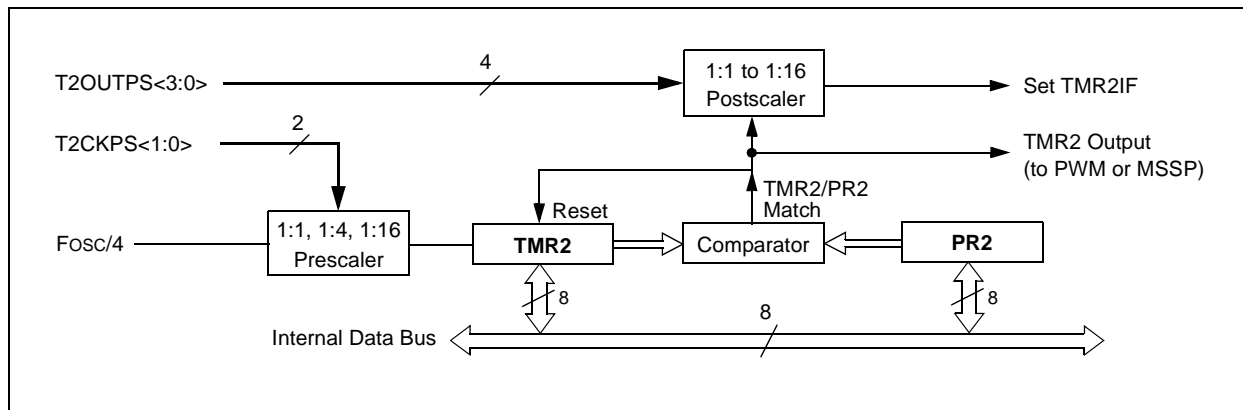 4
T2OUTPS<3:0>
1:1 to 1:16
Postscaler
Set TMR2IF
2
T2CKPS<1:0>
TMR2 Output
(to PWM or MSSP)
TMR2/PR2
Match
Reset
1:1, 1:4, 1:16
Prescaler
FOSC/4
TMR2
Comparator
PR2
8
8
8
Internal Data Bus